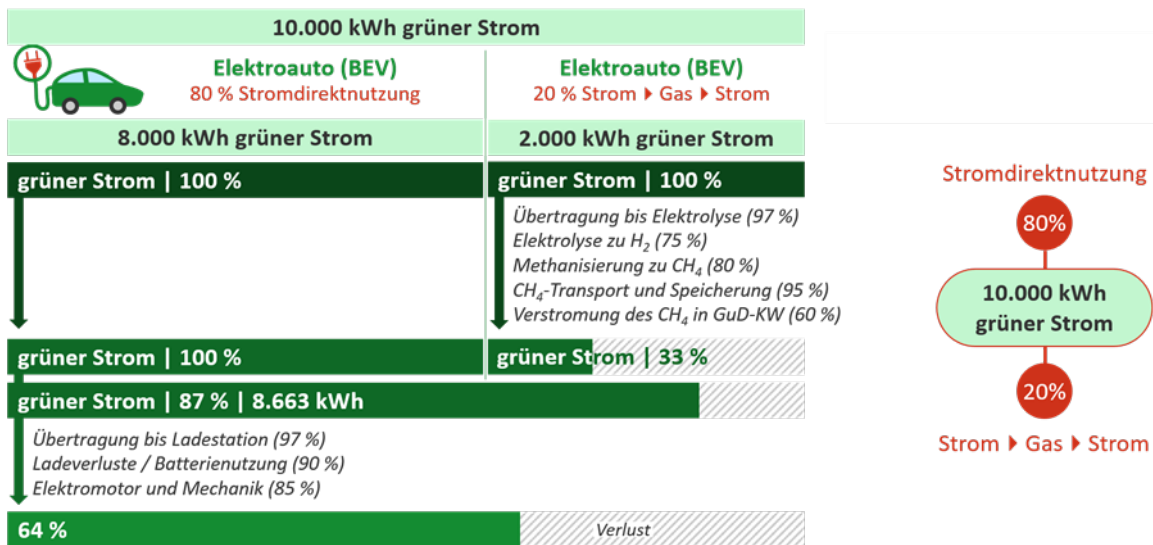 10.000 kWh grüner Strom
Elektroauto (BEV)
80 % Stromdirektnutzung
Elektroauto (BEV)
20 % Strom ▸ Gas ▸ Strom
8.000 kWh grüner Strom
2.000 kWh grüner Strom
grüner Strom | 100 %
grüner Strom | 100 %
Übertragung bis Elektrolyse (97 %)
Elektrolyse zu H₂ (75 %)
Methanisierung zu CH₄ (80 %)
CH₄-Transport und Speicherung (95 %)
Verstromung des CH₄ in GuD-KW (60 %)
grüner Strom | 100 %
grüner Strom | 33 %
grüner Strom | 87 % | 8.663 kWh
Übertragung bis Ladestation (97 %)
Ladeverluste / Batterienutzung (90 %)
Elektromotor und Mechanik (85 %)
64 %
Verlust
Stromdirektnutzung
80%
10.000 kWh
grüner Strom
20%
Strom ▸ Gas ▸ Strom